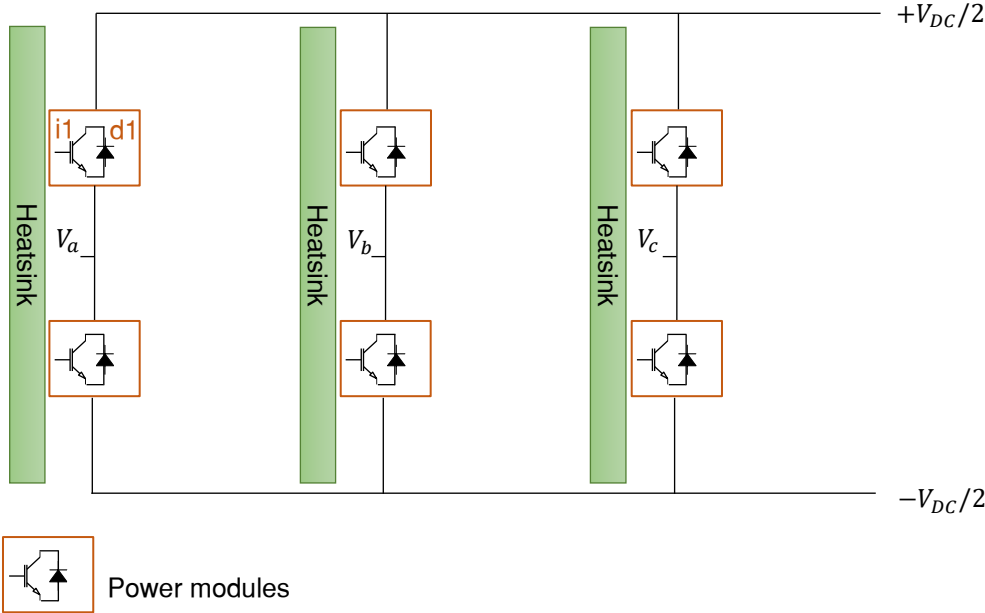 +V_DC/2
i1 d1
Heatsink
Heatsink
Heatsink
V_a
V_b
V_c
−V_DC/2
Power modules